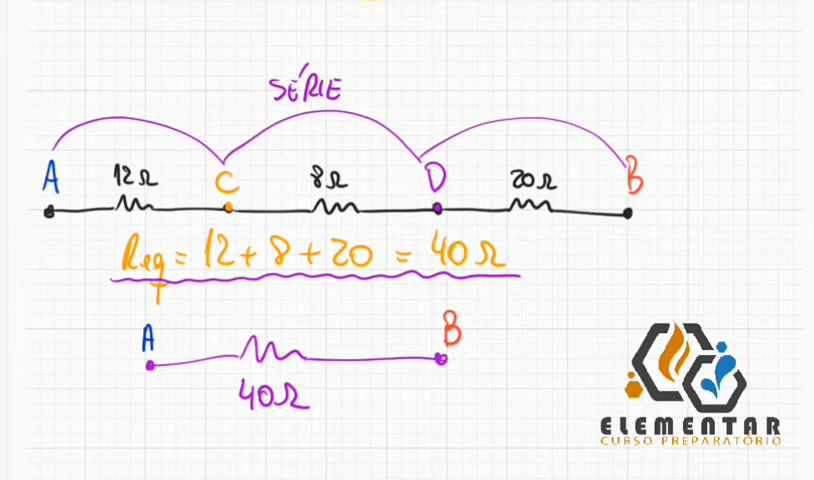 SÉRIE
A 12Ω C 8Ω D 20Ω B
Req = 12 + 8 + 20 = 40Ω
A B
40Ω
ELEMENTAR
CURSO PREPARATÓRIO